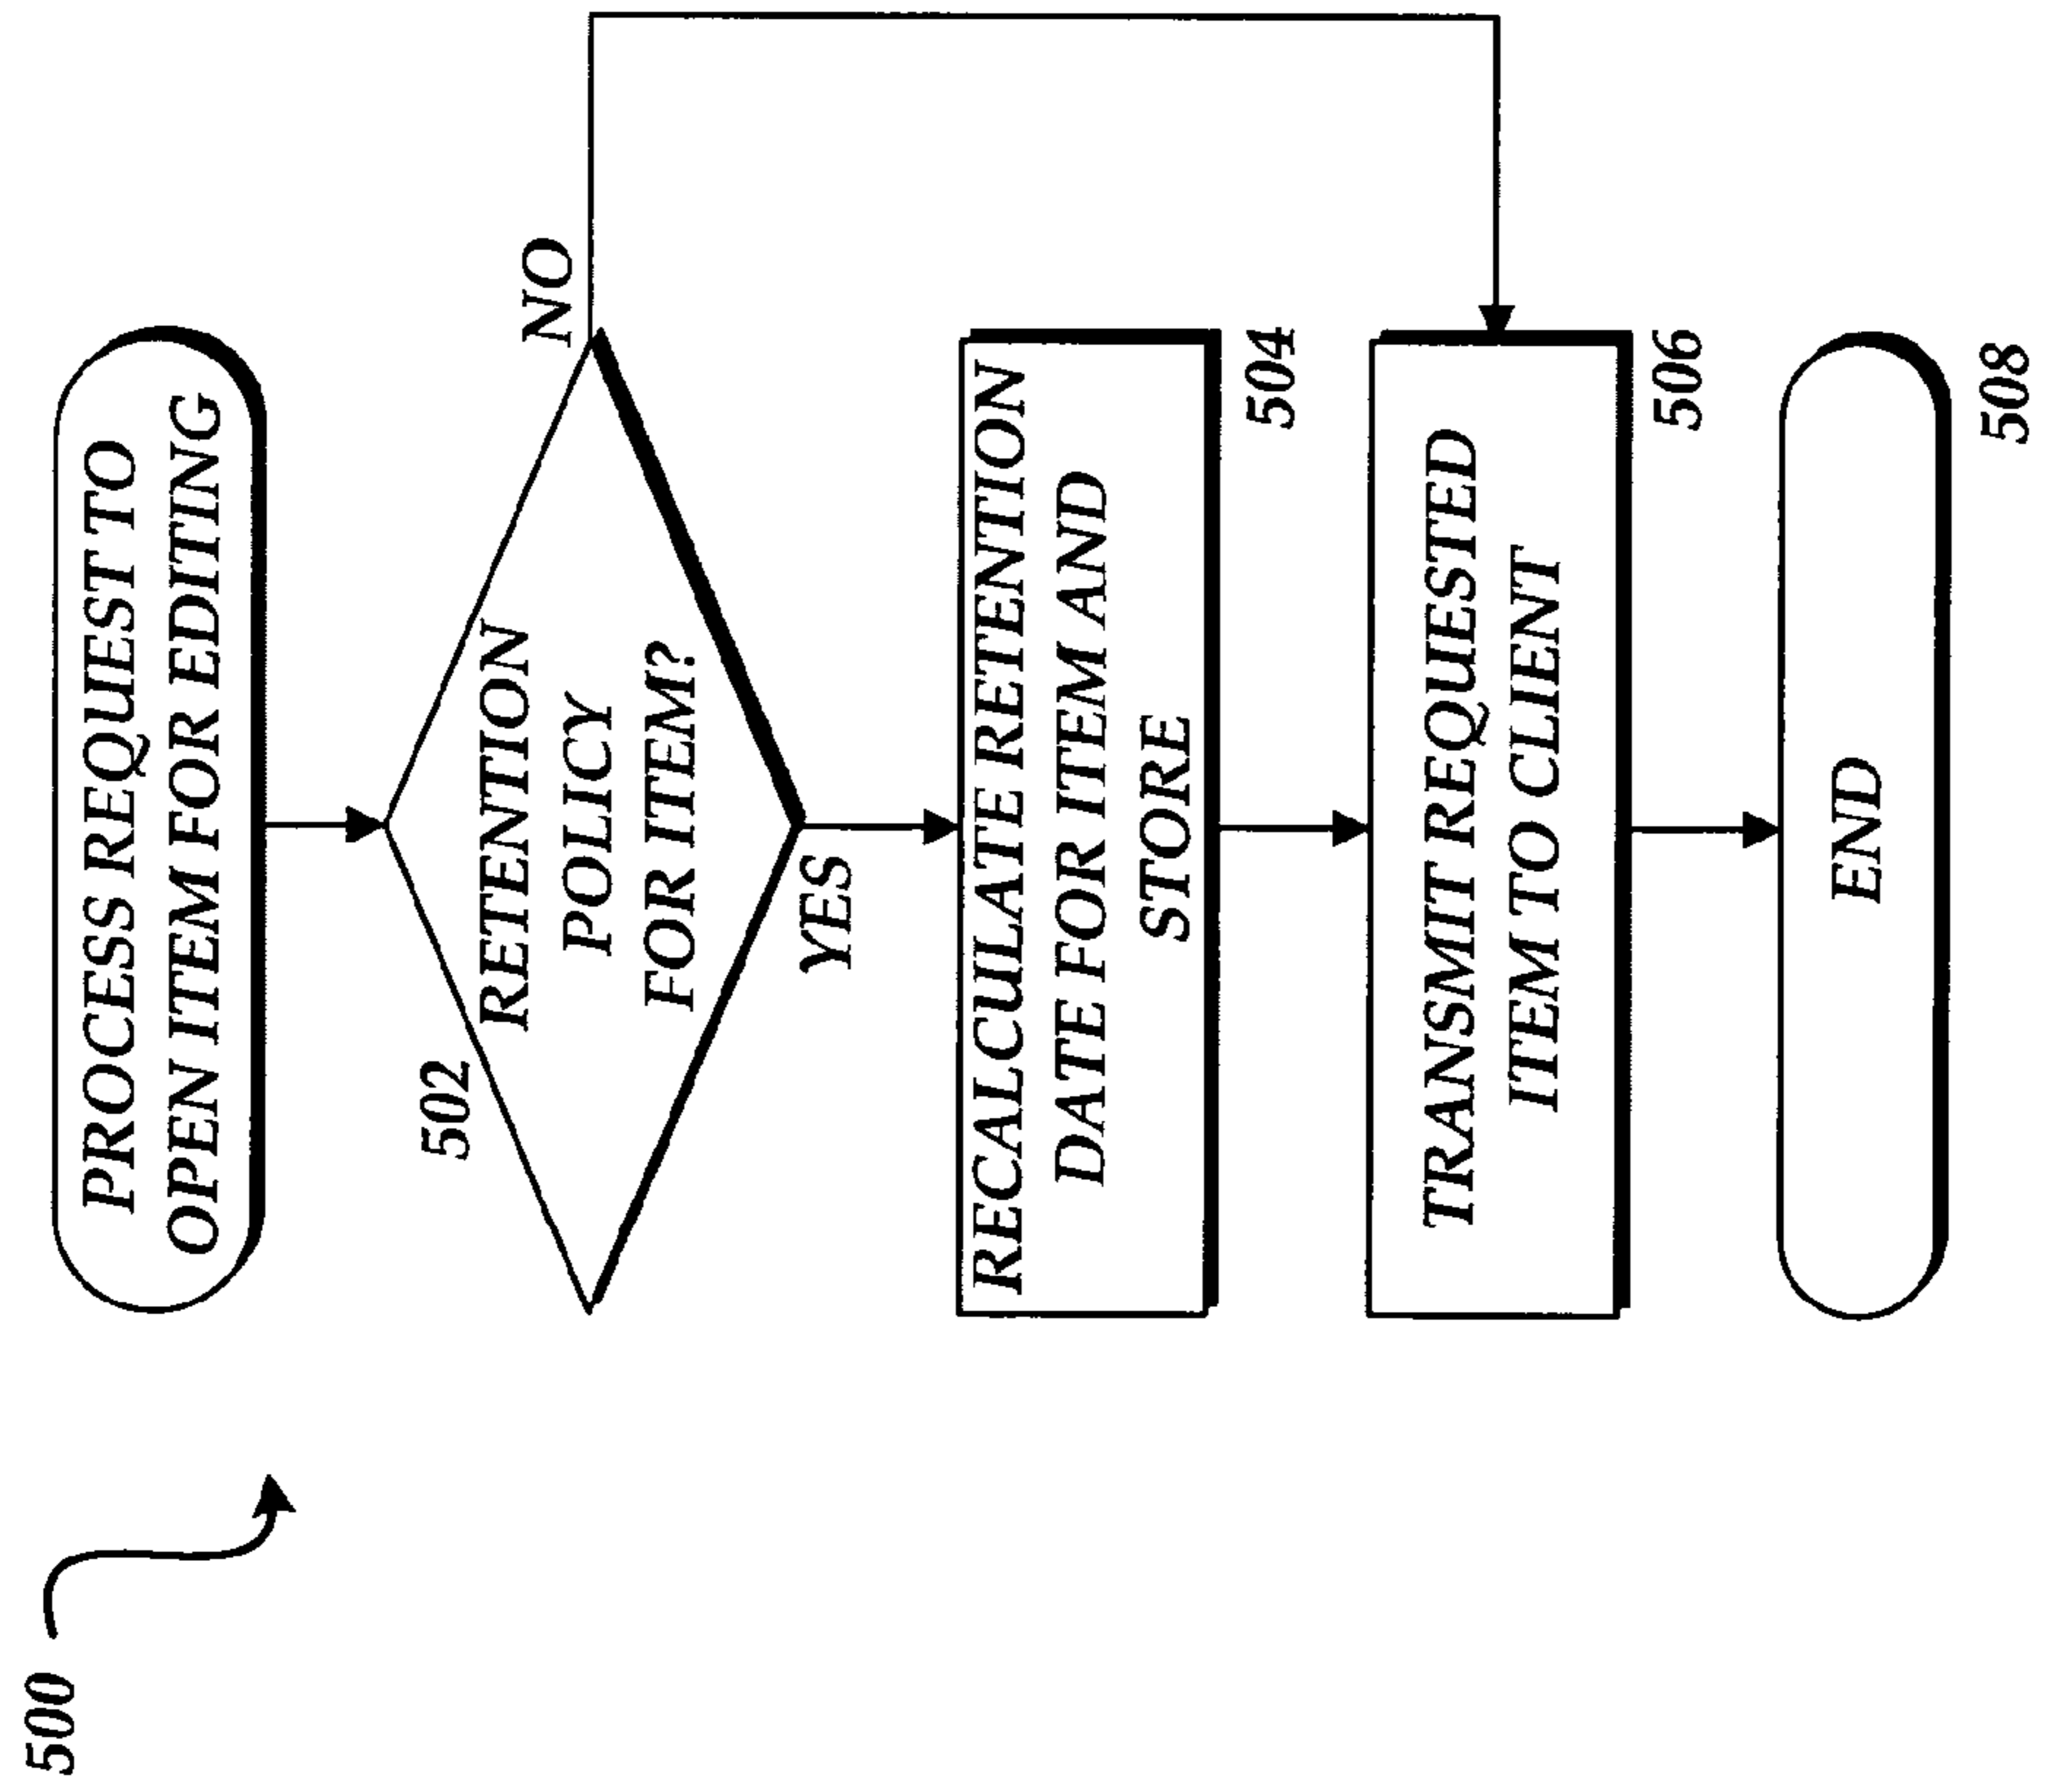 500
PROCESS REQUEST TO
OPEN ITEM FOR EDITING
502
RETENTION
POLICY
FOR ITEM?
NO
YES
RECALCULATE RETENTION
DATE FOR ITEM AND
STORE
504
TRANSMIT REQUESTED
ITEM TO CLIENT
506
END
508